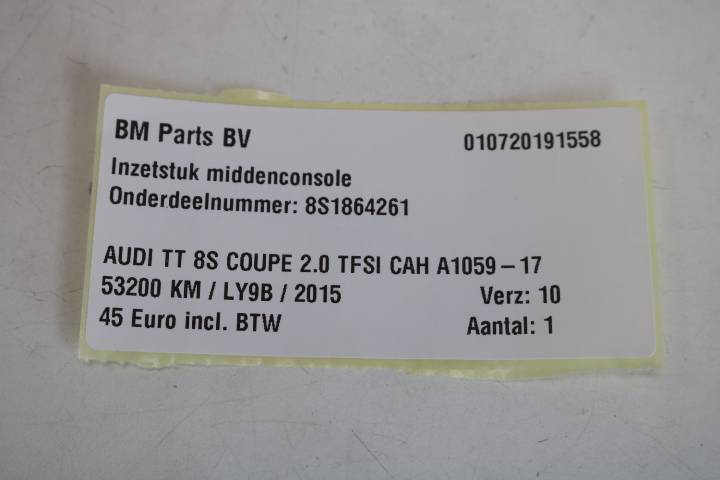 BM Parts BV 010720191558
Inzetstuk middenconsole
Onderdeelnummer: 8S1864261
AUDI TT 8S COUPE 2.0 TFSI CAH A1059-17
53200 KM / LY9B / 2015 Verz: 10
45 Euro incl. BTW Aantal: 1